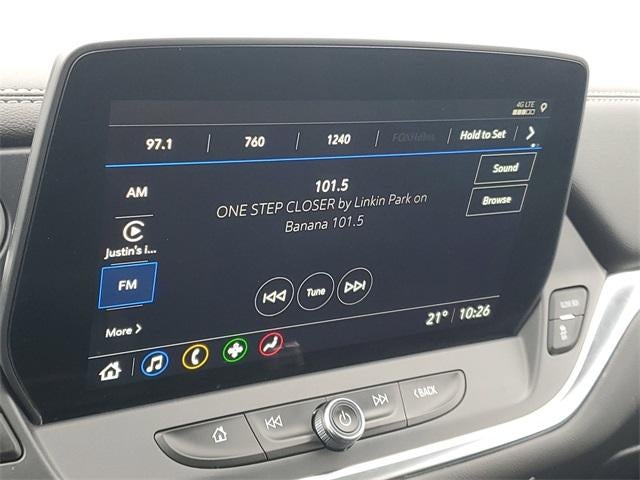 4G LTE
97.1 760 1240 Hold to Set
AM
101.5
Sound
ONE STEP CLOSER by Linkin Park on
Banana 101.5
Browse
Justin's i...
FM
Tune
More
21° 10:26
BACK